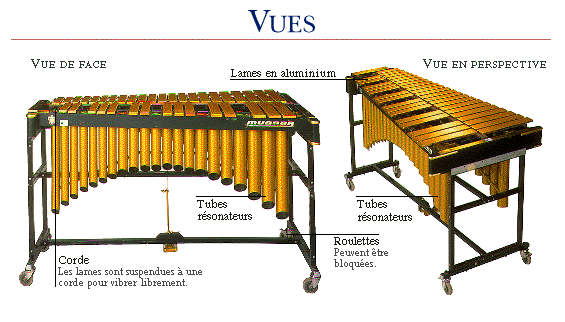 VUES
VUE DE FACE
VUE EN PERSPECTIVE
Lames en aluminium
musser
Tubes
résonateurs
Tubes
résonateurs
Roulettes
Peuvent être
bloquées.
Corde
Les lames sont suspendues à une
corde pour vibrer librement.